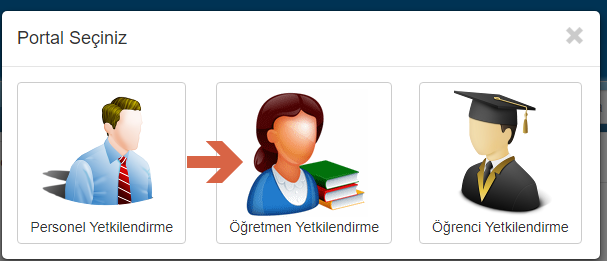 Portal Seçiniz
Personel Yetkilendirme
Öğretmen Yetkilendirme
Öğrenci Yetkilendirme